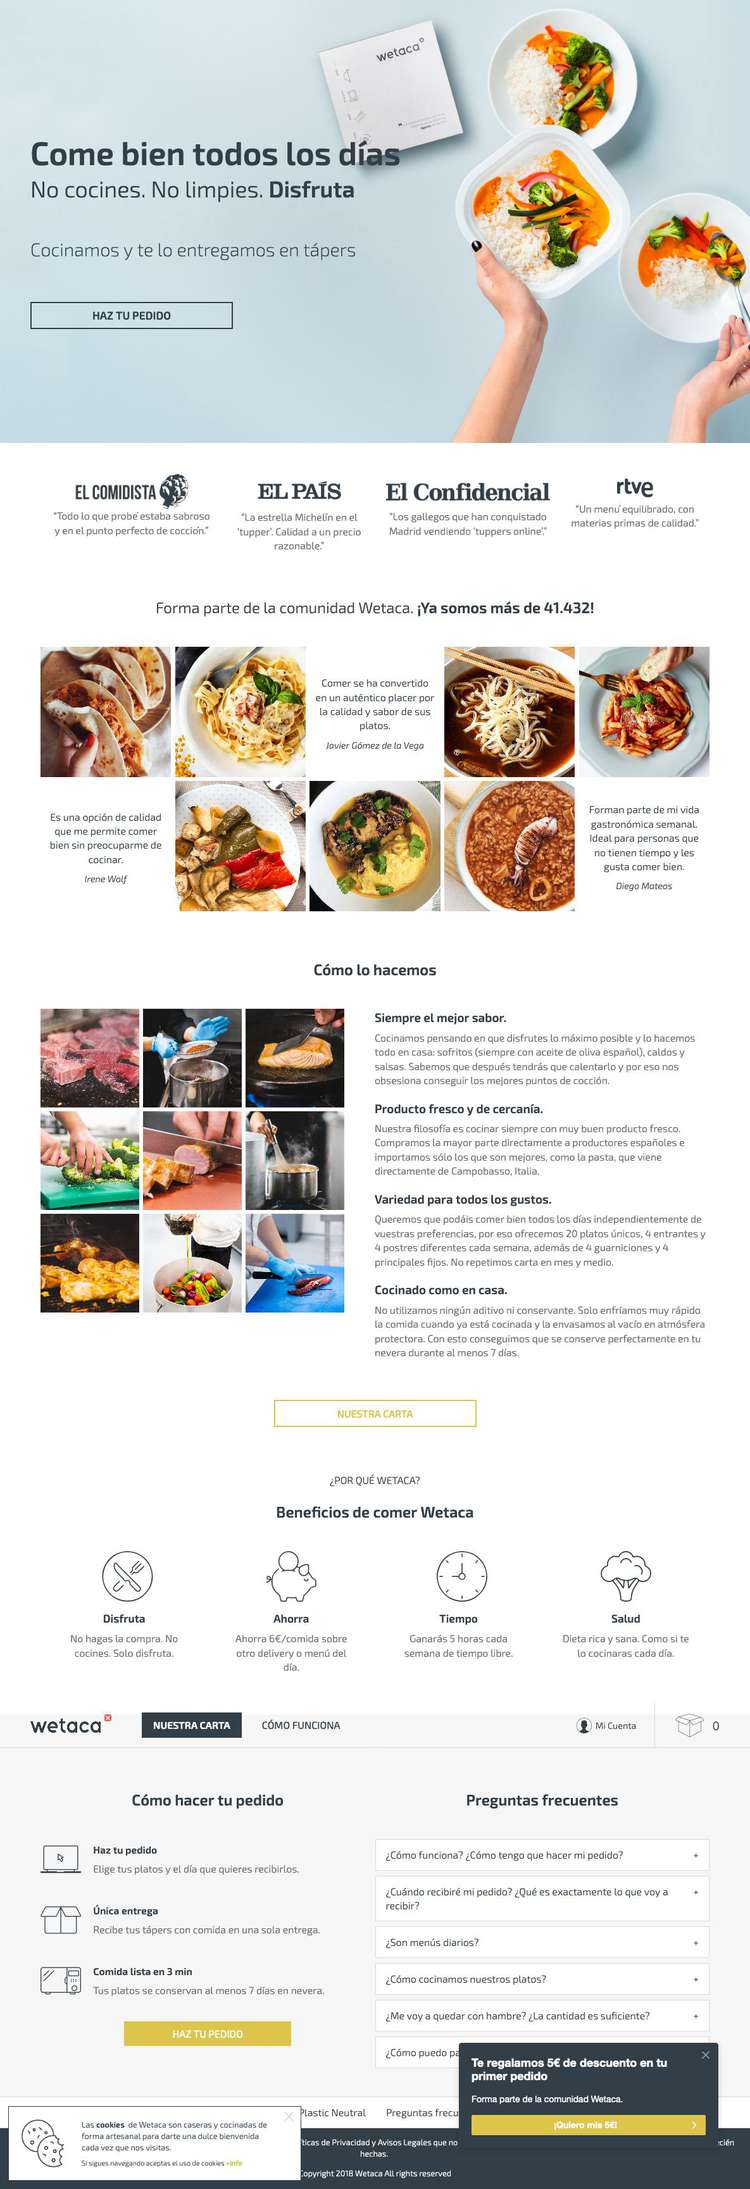 wetaca
Come bien todos los días
No cocines. No limpies. Disfruta
Cocinamos y te lo entregamos en tápers
HAZ TU PEDIDO
EL COMIDISTA
"Todo lo que probé estaba sabroso
y en el punto perfecto de cocción."
EL PAÍS
"La estrella Michelín en el
'tupper'. Calidad a un precio
razonable."
El Confidencial
"Los gallegos que han conquistado
Madrid vendiendo 'tuppers online'"
rtve
"Un menú equilibrado, con
materias primas de calidad."
Forma parte de la comunidad Wetaca. ¡Ya somos más de 41.432!
Comer se ha convertido
en un auténtico placer por
la calidad y sabor de sus
platos.
Javier Gómez de la Vega
Es una opción de calidad
que me permite comer
bien sin preocuparme de
cocinar.
Irene Wolf
Forman parte de mi vida
gastronómica semanal.
Ideal para personas que
no tienen tiempo y les
gusta comer bien.
Diego Mateos
Cómo lo hacemos
Siempre el mejor sabor.
Cocinamos pensando en que disfrutes lo máximo posible y lo hacemos
todo en casa: sofritos (siempre con aceite de oliva español), caldos y
salsas. Sabemos que después tendrás que calentarlo y por eso nos
obsesiona conseguir los mejores puntos de cocción.
Producto fresco y de cercanía.
Nuestra filosofía es cocinar siempre con muy buen producto fresco.
Compramos la mayor parte directamente a productores españoles e
importamos sólo los que son mejores, como la pasta, que viene
directamente de Campobasso, Italia.
Variedad para todos los gustos.
Queremos que podáis comer bien todos los días independientemente de
vuestras preferencias, por eso ofrecemos 20 platos únicos, 4 entrantes y
4 postres diferentes cada semana, además de 4 guarniciones y 4
principales fijos. No repetimos carta en mes y medio.
Cocinado como en casa.
No utilizamos ningún aditivo ni conservante. Solo enfríamos muy rápido
la comida cuando ya está cocinada y la envasamos al vacío en atmósfera
protectora. Con esto conseguimos que se conserve perfectamente en tu
nevera durante al menos 7 días.
NUESTRA CARTA
¿POR QUÉ WETACA?
Beneficios de comer Wetaca
Disfruta
No hagas la compra. No
cocines. Solo disfruta.
Ahorra
Ahorra 6€/comida sobre
otro delivery o menú del
día.
Tiempo
Ganarás 5 horas cada
semana de tiempo libre.
Salud
Dieta rica y sana. Como si te
lo cocinaras cada día.
wetaca
NUESTRA CARTA
CÓMO FUNCIONA
Mi Cuenta
0
Cómo hacer tu pedido
Haz tu pedido
Elige tus platos y el día que quieres recibirlos.
Única entrega
Recibe tus tápers con comida en una sola entrega.
Comida lista en 3 min
Tus platos se conservan al menos 7 días en nevera.
HAZ TU PEDIDO
Preguntas frecuentes
¿Cómo funciona? ¿Cómo tengo que hacer mi pedido? +
¿Cuándo recibiré mi pedido? ¿Qué es exactamente lo que voy a +
recibir?
¿Son menús diarios? +
¿Cómo cocinamos nuestros platos? +
¿Me voy a quedar con hambre? ¿La cantidad es suficiente? +
¿Cómo puedo pa
Te regalamos 5€ de descuento en tu
primer pedido
Forma parte de la comunidad Wetaca.
¡Quiero mis 5€!
Plastic Neutral
Preguntas frecu
Las cookies de Wetaca son caseras y cocinadas de
forma artesanal para darte una dulce bienvenida
cada vez que nos visitas.
Si sigues navegando aceptas el uso de cookies +info
ticas de Privacidad y Avisos Legales que no
ecién
hechas.
opyright 2018 Wetaca All rights reserved